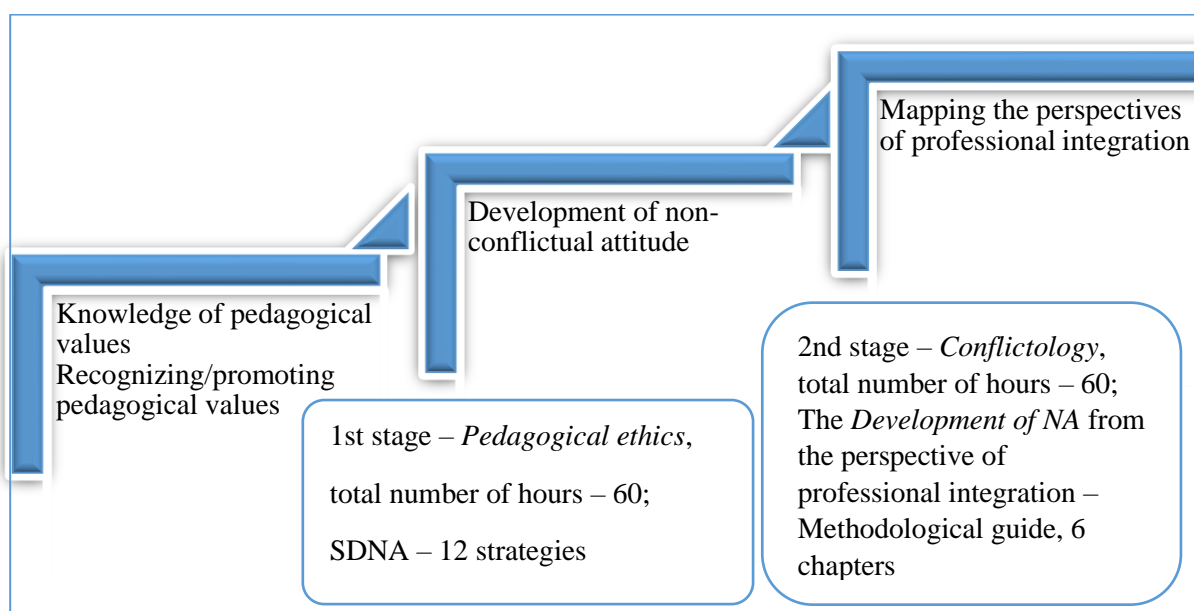 Knowledge of pedagogical
values
Recognizing/promoting
pedagogical values
Development of non-
conflictual attitude
Mapping the perspectives
of professional integration
1st stage – Pedagogical ethics,
total number of hours – 60;
SDNA – 12 strategies
2nd stage – Conflictology,
total number of hours – 60;
The Development of NA from
the perspective of
professional integration –
Methodological guide, 6
chapters